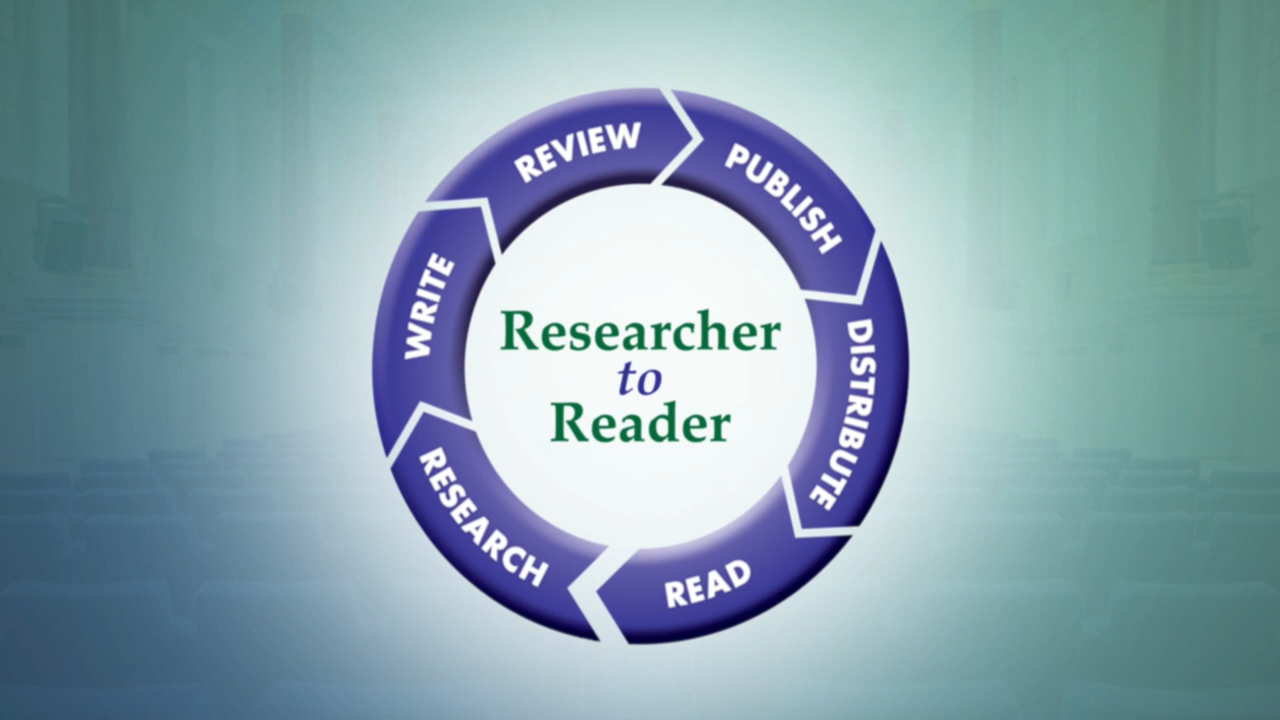 REVIEW
PUBLISH
DISTRIBUTE
READ
RESEARCH
WRITE
Researcher
to
Reader